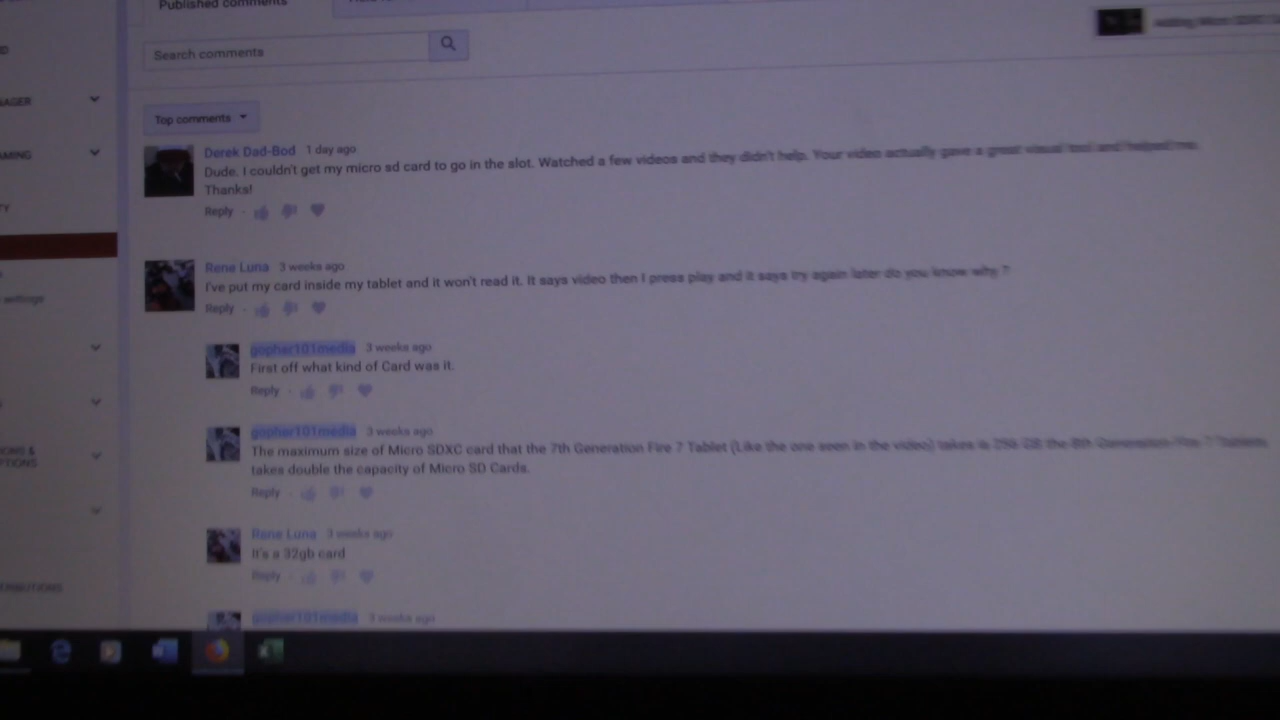 Published comments
Search comments
AGER
Top comments
AMING
Derek Dad-Bod 1 day ago
Dude. I couldn't get my micro sd card to go in the slot. Watched a few videos and they didn't help. Your video actually gave a great visual tool and helped me.
Thanks!
TY
Reply
Rene Luna 3 weeks ago
I've put my card inside my tablet and it won't read it. It says video then I press play and it says try again later do you know why ?
settings
Reply
gopher101media 3 weeks ago
First off what kind of Card was it.
Reply
gopher101media 3 weeks ago
The maximum size of Micro SDXC card that the 7th Generation Fire 7 Tablet (Like the one seen in the video) takes is 256 GB the 8th Generation Fire 7 Tablets
takes double the capacity of Micro SD Cards.
Reply
Rene Luna 3 weeks ago
It's a 32gb card
Reply
gopher101media 3 weeks ago